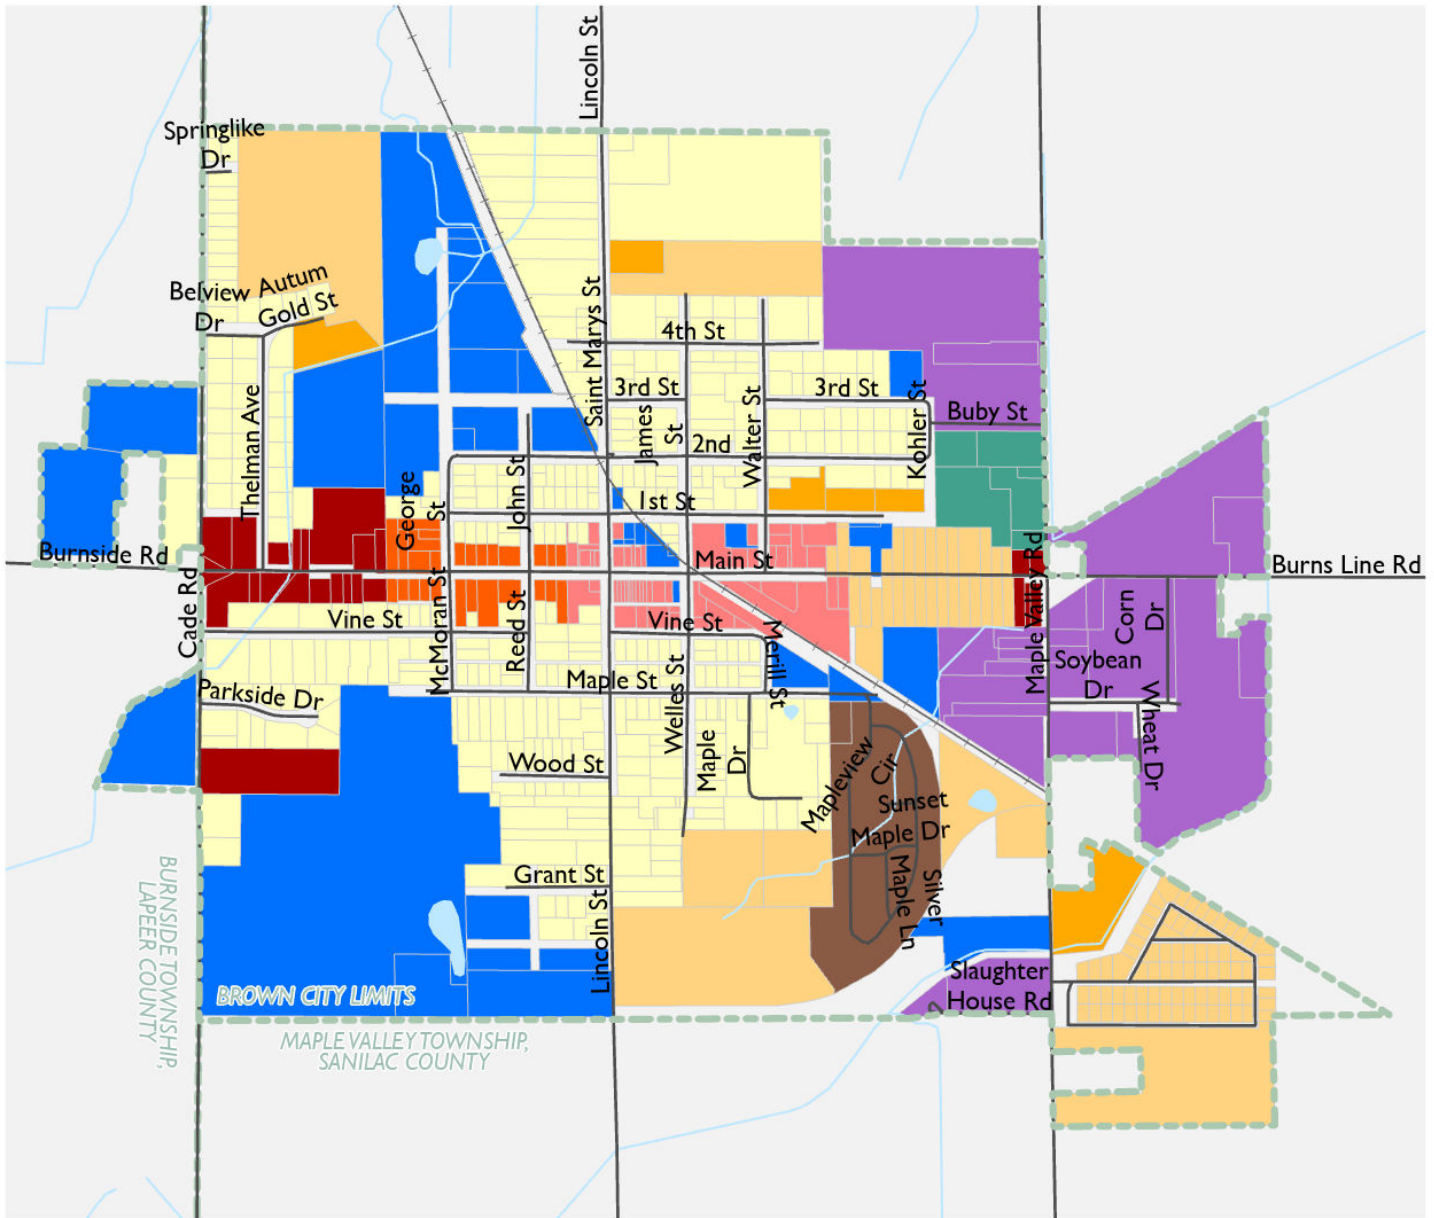 Lincoln St
Springlike
Dr
Belview
Dr
Autum
Gold St
Saint Marys St
4th St
3rd St
3rd St
James
St
Walter St
Kohler St
Buby St
2nd
Thelman Ave
George
St
John St
1st St
Burnside Rd
Main St
Maple Valley Rd
Burns Line Rd
Cade Rd
Vine St
McMorran St
Reed St
Vine St
Merrill St
Corn
Dr
Soybean
Dr
Wheat Dr
Parkside Dr
Maple St
Welles St
Maple
Dr
Wood St
Mapleview
Cir
Sunset
Maple Dr
Silver
Maple Ln
Grant St
Lincoln St
Slaughter
House Rd
BURNSIDE TOWNSHIP,
LAPEER COUNTY
BROWN CITY LIMITS
MAPLE VALLEY TOWNSHIP,
SANILAC COUNTY